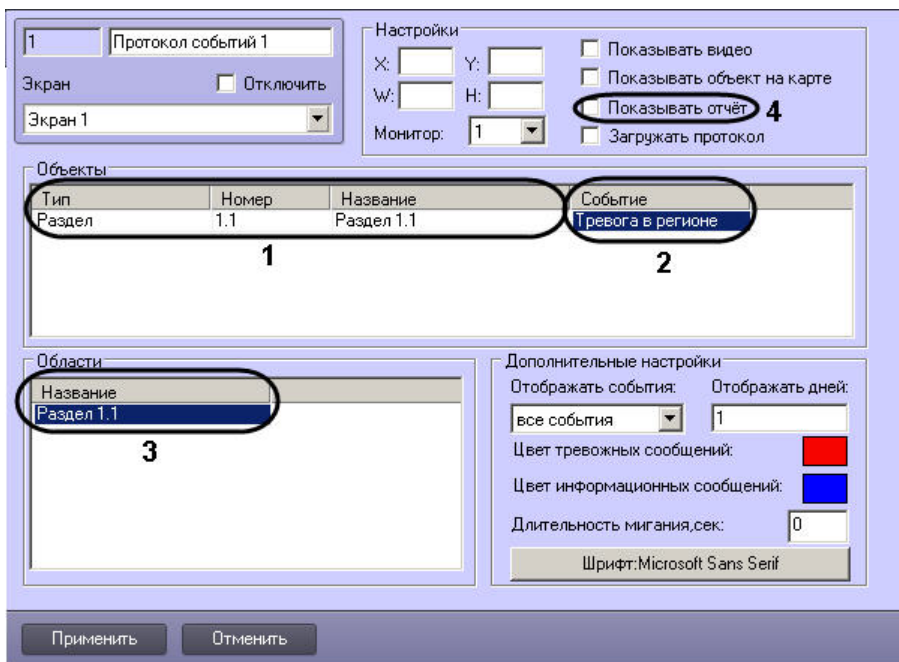 1 Протокол событий 1
Экран Отключить
Экран 1
Настройки
X: Y:
W: H:
Монитор: 1
Показывать видео
Показывать объект на карте
Показывать отчёт 4
Загружать протокол
Объекты
Тип Номер Название Событие
Раздел 1.1 Раздел 1.1 Тревога в регионе
1 2
Области
Название
Раздел 1.1
3
Дополнительные настройки
Отображать события: Отображать дней:
все события 1
Цвет тревожных сообщений:
Цвет информационных сообщений:
Длительность мигания,сек: 0
Шрифт:Microsoft Sans Serif
Применить Отменить